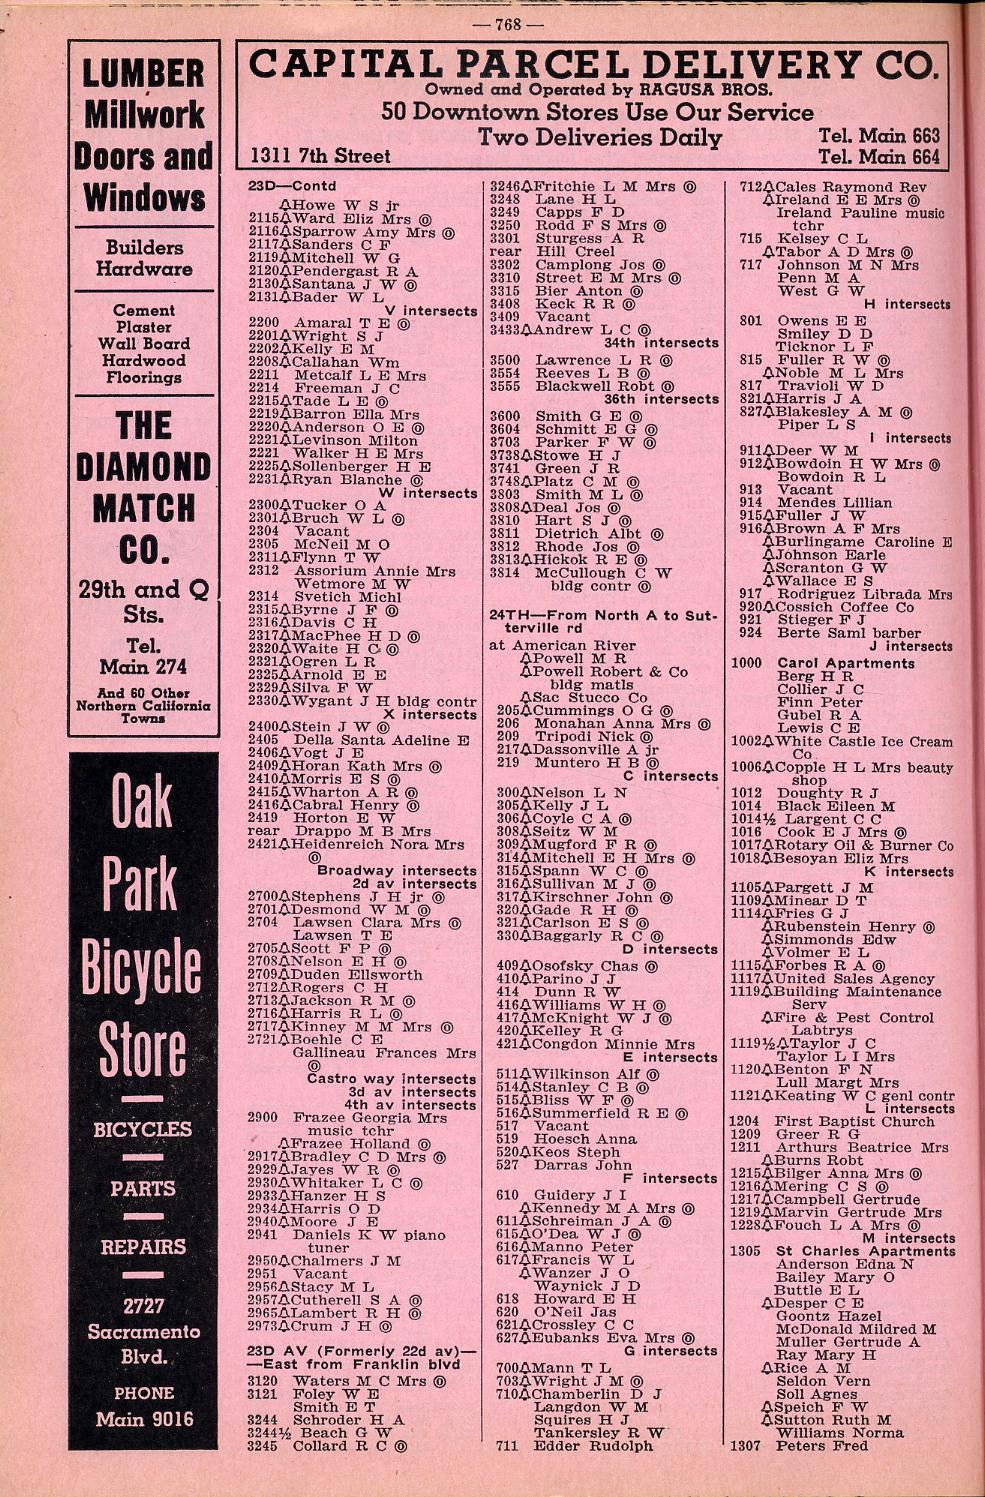 — 768 —
LUMBER
Millwork
Doors and
Windows
Builders
Hardware
Cement
Plaster
Wall Board
Hardwood
Floorings
THE
DIAMOND
MATCH
CO.
29th and Q
Sts.
Tel.
Main 274
And 60 Other
Northern California
Towns
Oak
Park
Bicycle
Store
BICYCLES
PARTS
REPAIRS
2727
Sacramento
Blvd.
PHONE
Main 9016
CAPITAL PARCEL DELIVERY CO.
Owned and Operated by RAGUSA BROS.
50 Downtown Stores Use Our Service
Two Deliveries Daily
1311 7th Street
Tel. Main 663
Tel. Main 664
23D—Contd
△Howe W S jr
2115△Ward Eliz Mrs ⓞ
2116△Sparrow Amy Mrs ⓞ
2117△Sanders C F
2119△Mitchell W G
2120△Pendergast R A
2130△Santana J W ⓞ
2131△Bader W L
V intersects
2200 Amaral T E ⓞ
2201△Wright S J
2202△Kelly E M
2208△Callahan Wm
2211 Metcalf L E Mrs
2214 Freeman J C
2215△Tade L E ⓞ
2219△Barron Ella Mrs
2220△Anderson O E ⓞ
2221△Levinson Milton
2221 Walker H E Mrs
2225△Sollenberger H E
2231△Ryan Blanche ⓞ
W intersects
2300△Tucker O A
2301△Bruch W L ⓞ
2304 Vacant
2305 McNeil M O
2311△Flynn T W
2312 Assorium Annie Mrs
Wetmore M W
2314 Svetich Michl
2315△Byrne J F ⓞ
2316△Davis C H
2317△MacPhee H D ⓞ
2320△Waite H C ⓞ
2321△Ogren L R
2325△Arnold E E
2329△Silva F W
2330△Wygant J H bldg contr
X intersects
2400△Stein J W ⓞ
2405 Della Santa Adeline E
2406△Vogt J E
2409△Horan Kath Mrs ⓞ
2410△Morris E S ⓞ
2415△Wharton A R ⓞ
2416△Cabral Henry ⓞ
2419 Horton E W
rear Drappo M B Mrs
2421△Heidenreich Nora Mrs
ⓞ
Broadway intersects
2d av intersects
2700△Stephens J H jr ⓞ
2701△Desmond W M ⓞ
2704 Lawsen Clara Mrs ⓞ
Lawsen T E
2705△Scott F P ⓞ
2708△Nelson E H ⓞ
2709△Duden Ellsworth
2712△Rogers C H
2713△Jackson R M ⓞ
2716△Harris R L ⓞ
2717△Kinney M M Mrs ⓞ
2721△Boehle C E
Gallineau Frances Mrs
ⓞ
Castro way intersects
3d av intersects
4th av intersects
2900 Frazee Georgia Mrs
music tchr
△Frazee Holland ⓞ
2917△Bradley C D Mrs ⓞ
2929△Jayes W R ⓞ
2930△Whitaker L C ⓞ
2933△Hanzer H S
2934△Harris O D
2940△Moore J E
2941 Daniels K W piano
tuner
2950△Chalmers J M
2951 Vacant
2956△Stacy M L
2957△Cutherell S A ⓞ
2965△Lambert R H ⓞ
2973△Crum J H ⓞ
23D AV (Formerly 22d av)—
—East from Franklin blvd
3120 Waters M C Mrs ⓞ
3121 Foley W E
Smith E T
3244 Schroder H A
3244½ Beach G W
3245 Collard R C ⓞ
3246△Fritchie L M Mrs ⓞ
3248 Lane H L
3249 Capps F D
3250 Rodd F S Mrs ⓞ
3301 Sturgess A R
rear Hill Creel
3302 Camplong Jos ⓞ
3310 Street E M Mrs ⓞ
3315 Bier Anton ⓞ
3408 Keck R R ⓞ
3409 Vacant
3433△Andrew L C ⓞ
34th intersects
3500 Lawrence L R ⓞ
3554 Reeves L B ⓞ
3555 Blackwell Robt ⓞ
36th intersects
3600 Smith G E ⓞ
3604 Schmitt E G ⓞ
3703 Parker F W ⓞ
3738△Stowe H J
3741 Green J R
3748△Platz C M ⓞ
3803 Smith M L ⓞ
3808△Deal Jos ⓞ
3810 Hart S J ⓞ
3811 Dietrich Albt ⓞ
3812 Rhode Jos ⓞ
3813△Hickok R E ⓞ
3814 McCullough C W
bldg contr ⓞ
24TH—From North A to Sut-
terville rd
at American River
△Powell M R
△Powell Robert & Co
bldg matls
△Sac Stucco Co
205△Cummings O G ⓞ
206 Monahan Anna Mrs ⓞ
209 Tripodi Nick ⓞ
217△Dassonville A jr
219 Muntero H B ⓞ
C intersects
300△Nelson L N
305△Kelly J L
306△Coyle C A ⓞ
308△Seitz W M
309△Mugford F R ⓞ
314△Mitchell E H Mrs ⓞ
315△Spann W C ⓞ
316△Sullivan M J ⓞ
317△Kirschner John ⓞ
320△Gade R H ⓞ
321△Carlson E S ⓞ
330△Baggarly R C ⓞ
D intersects
409△Osofsky Chas ⓞ
410△Parino J J
414 Dunn R W
416△Williams W H ⓞ
417△McKnight W J ⓞ
420△Kelley R G
421△Congdon Minnie Mrs
E intersects
511△Wilkinson Alf ⓞ
514△Stanley C B ⓞ
515△Bliss W F ⓞ
516△Summerfield R E ⓞ
517 Vacant
519 Hoesch Anna
520△Keos Steph
527 Darras John
F intersects
610 Guidery J I
△Kennedy M A Mrs ⓞ
611△Schreiman J A ⓞ
615△O'Dea W J ⓞ
616△Manno Peter
617△Francis W L
△Wanzer J O
Waynick J D
618 Howard E H
620 O'Neil Jas
621△Crossley C C
627△Eubanks Eva Mrs ⓞ
G intersects
700△Mann T L
703△Wright J M ⓞ
710△Chamberlin D J
Langdon W M
Squires H J
Tankersley R W
711 Edder Rudolph
712△Cales Raymond Rev
△Ireland E E Mrs ⓞ
Ireland Pauline music
tchr
715 Kelsey C L
△Tabor A D Mrs ⓞ
717 Johnson M N Mrs
Penn M A
West G W
H intersects
801 Owens E E
Smiley D D
Ticknor L F
815 Fuller R W ⓞ
△Noble M L Mrs
817 Travioli W D
821△Harris J A
827△Blakesley A M ⓞ
Piper L S
I intersects
911△Deer W M
912△Bowdoin H W Mrs ⓞ
Bowdoin R L
913 Vacant
914 Mendes Lillian
915△Fuller J W
916△Brown A F Mrs
△Burlingame Caroline E
△Johnson Earle
△Scranton G W
△Wallace E S
917 Rodriguez Librada Mrs
920△Cossich Coffee Co
921 Stieger F J
924 Berte Saml barber
J intersects
1000 Carol Apartments
Berg H R
Collier J C
Finn Peter
Gubel R A
Lewis C E
1002△White Castle Ice Cream
Co
1006△Copple H L Mrs beauty
shop
1012 Doughty R J
1014 Black Eileen M
1014½ Largent C C
1016 Cook E J Mrs ⓞ
1017△Rotary Oil & Burner Co
1018△Besoyan Eliz Mrs
K intersects
1105△Pargett J M
1109△Minear D T
1114△Fries G J
△Rubenstein Henry ⓞ
△Simmonds Edw
△Volmer E L
1115△Forbes R A ⓞ
1117△United Sales Agency
1119△Building Maintenance
Serv
△Fire & Pest Control
Labtrys
1119½△Taylor J C
Taylor L I Mrs
1120△Benton F N
Lull Margt Mrs
1121△Keating W C genl contr
L intersects
1204 First Baptist Church
1209 Greer R G
1211 Arthurs Beatrice Mrs
△Burns Robt
1215△Bilger Anna Mrs ⓞ
1216△Mering C S ⓞ
1217△Campbell Gertrude
1219△Marvin Gertrude Mrs
1228△Fouch L A Mrs ⓞ
M intersects
1305 St Charles Apartments
Anderson Edna N
Bailey Mary O
Buttle E L
△Desper C E
Goontz Hazel
McDonald Mildred M
Muller Gertrude A
Ray Mary H
△Rice A M
Seldon Vern
Soll Agnes
△Speich F W
△Sutton Ruth M
Williams Norma
1307 Peters Fred